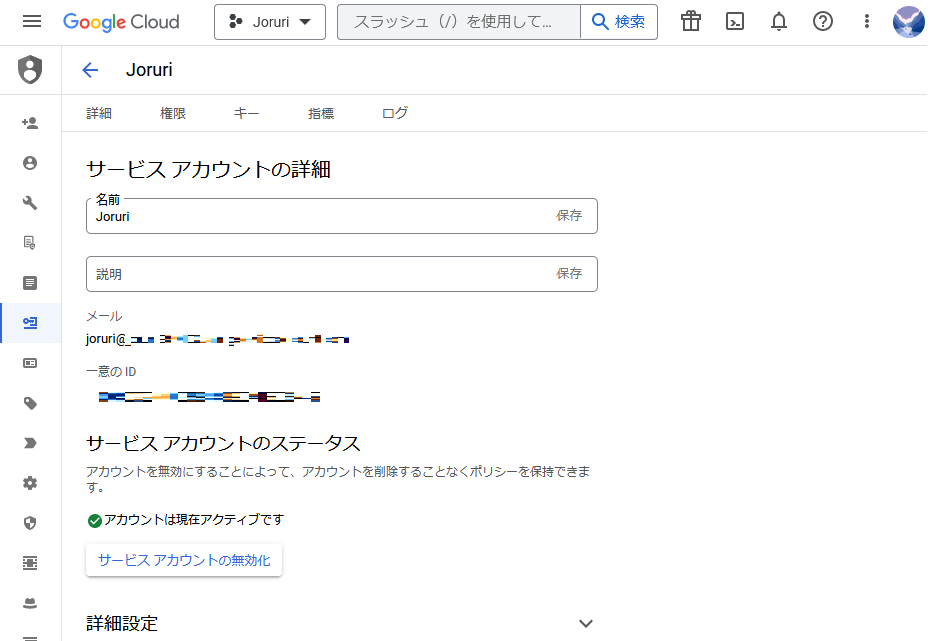 Google Cloud
Joruri
スラッシュ（/）を使用して...
検索
Joruri
詳細
権限
キー
指標
ログ
サービス アカウントの詳細
名前
Joruri
保存
説明
保存
メール
joruri@
一意の ID
サービス アカウントのステータス
アカウントを無効にすることによって、アカウントを削除することなくポリシーを保持できま
す。
アカウントは現在アクティブです
サービス アカウントの無効化
詳細設定